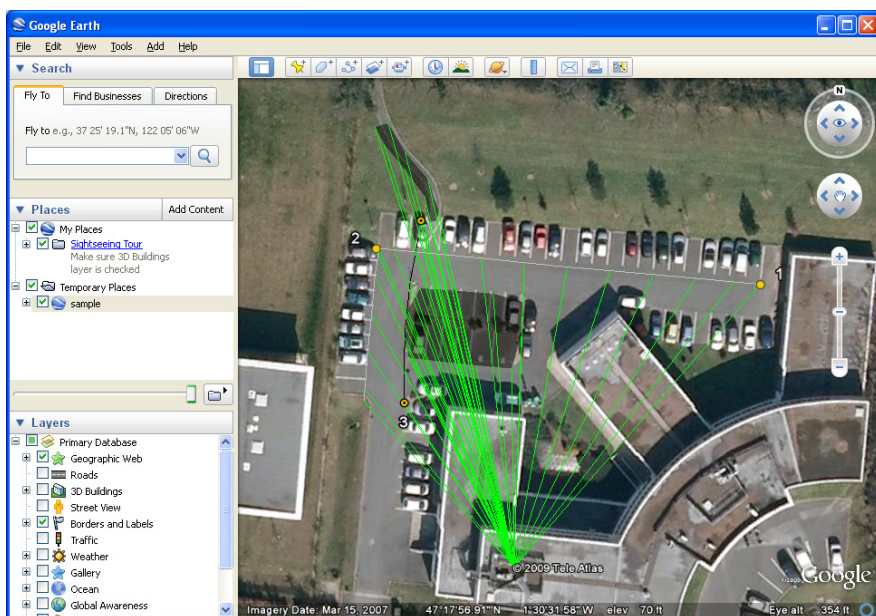 Google Earth
File Edit View Tools Add Help
Search
Fly To Find Businesses Directions
Fly to e.g., 37 25' 19.1"N, 122 05' 06"W
Places Add Content
My Places
Sightseeing Tour
Make sure 3D Buildings
layer is checked
Temporary Places
sample
Layers
Primary Database
Geographic Web
Roads
3D Buildings
Street View
Borders and Labels
Traffic
Weather
Gallery
Ocean
Global Awareness
N
2
1
3
© 2009 Tele Atlas
Google
Imagery Date: Mar 15, 2007 47°17'56.91"N 1°30'31.58"W elev 70 ft Eye alt 354 ft